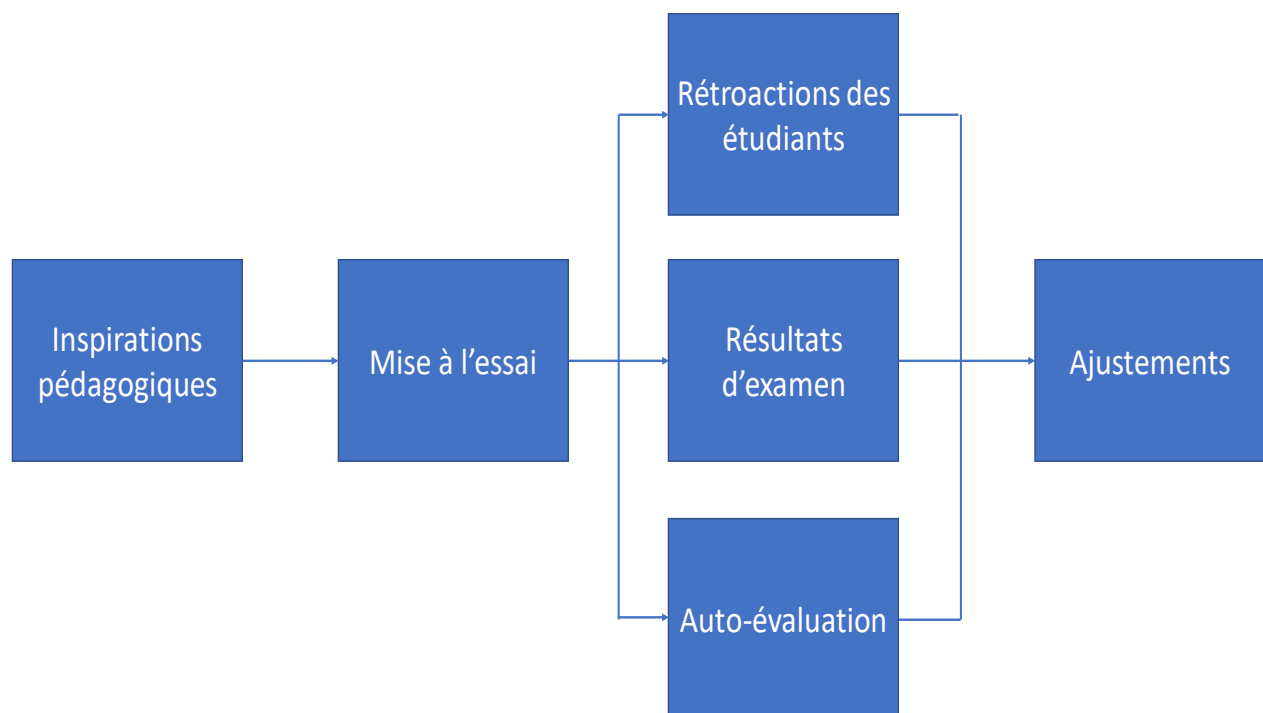 Inspirations
pédagogiques
Mise à l’essai
Rétroactions des
étudiants
Résultats
d’examen
Auto-évaluation
Ajustements